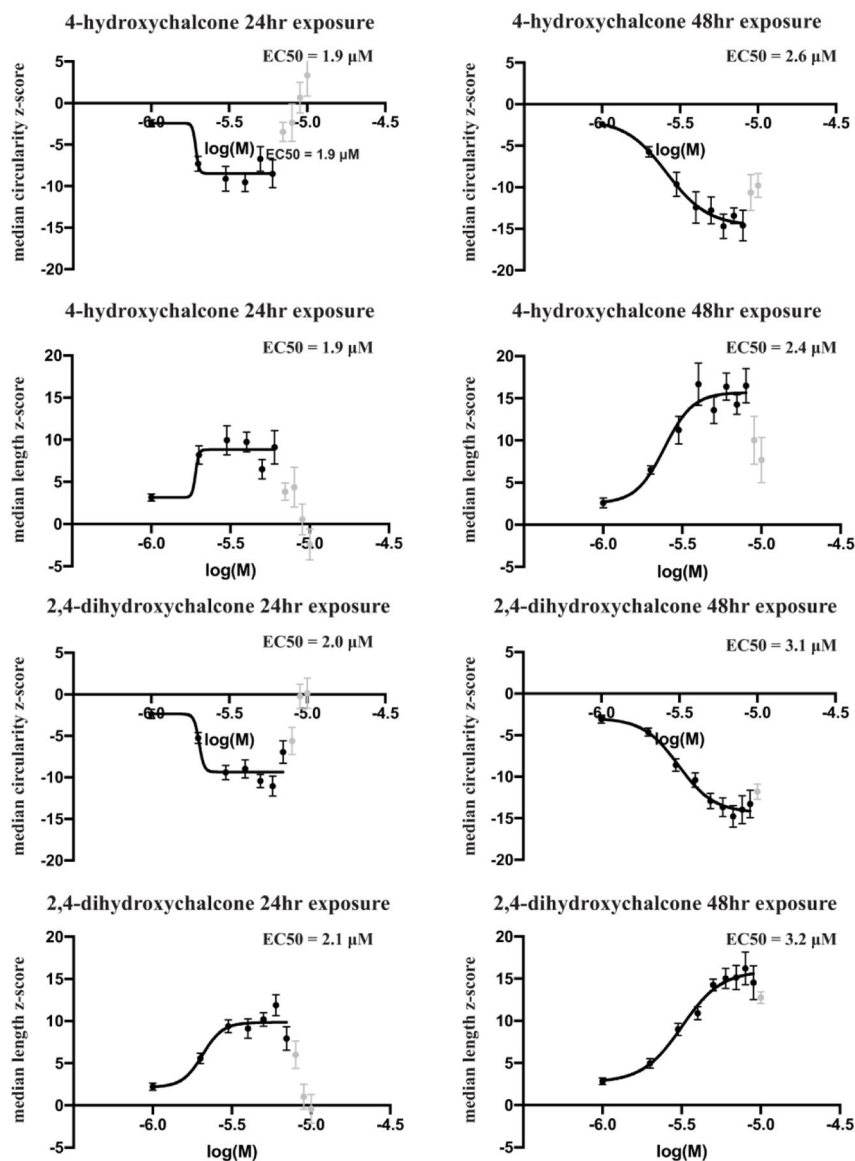 4-hydroxychalcone 24hr exposure
EC50 = 1.9 µM
median circularity z-score
5
0
-5
-10
-15
-20
-6.0
-5.5
-5.0
-4.5
log(M)
EC50 = 1.9 µM
4-hydroxychalcone 48hr exposure
EC50 = 2.6 µM
median circularity z-score
5
0
-5
-10
-15
-20
-6.0
-5.5
-5.0
-4.5
log(M)
4-hydroxychalcone 24hr exposure
EC50 = 1.9 µM
median length z-score
20
15
10
5
0
-5
-6.0
-5.5
-5.0
-4.5
log(M)
4-hydroxychalcone 48hr exposure
EC50 = 2.4 µM
median length z-score
20
15
10
5
0
-5
-6.0
-5.5
-5.0
-4.5
log(M)
2,4-dihydroxychalcone 24hr exposure
EC50 = 2.0 µM
median circularity z-score
5
0
-5
-10
-15
-20
-6.0
-5.5
-5.0
-4.5
log(M)
2,4-dihydroxychalcone 48hr exposure
EC50 = 3.1 µM
median circularity z-score
5
0
-5
-10
-15
-20
-6.0
-5.5
-5.0
-4.5
log(M)
2,4-dihydroxychalcone 24hr exposure
EC50 = 2.1 µM
median length z-score
20
15
10
5
0
-5
-6.0
-5.5
-5.0
-4.5
log(M)
2,4-dihydroxychalcone 48hr exposure
EC50 = 3.2 µM
median length z-score
20
15
10
5
0
-5
-6.0
-5.5
-5.0
-4.5
log(M)